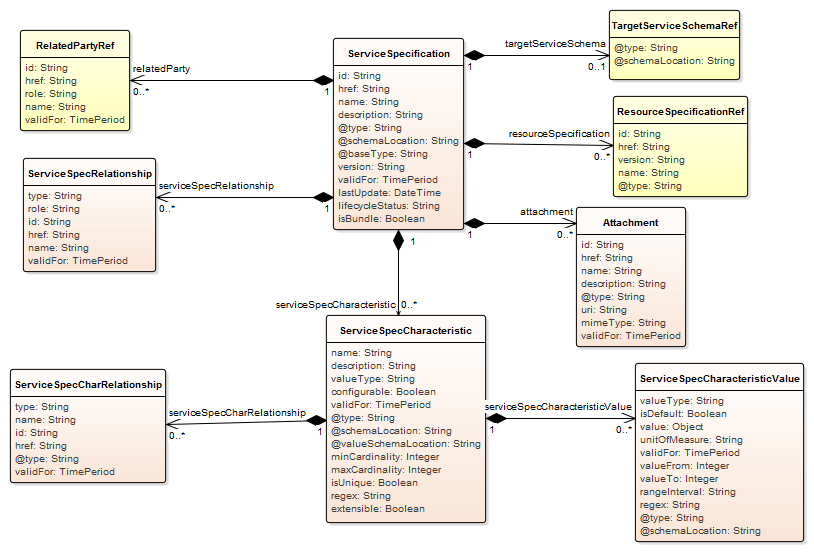 RelatedPartyRef
id: String
href: String
role: String
name: String
validFor: TimePeriod
relatedParty
0..*
1
ServiceSpecification
id: String
href: String
name: String
description: String
@type: String
@schemaLocation: String
@baseType: String
version: String
validFor: TimePeriod
lastUpdate: DateTime
lifecycleStatus: String
isBundle: Boolean
targetServiceSchema
1
0..1
TargetServiceSchemaRef
@type: String
@schemaLocation: String
resourceSpecification
1
0..*
ResourceSpecificationRef
id: String
href: String
version: String
name: String
@type: String
ServiceSpecRelationship
type: String
role: String
id: String
href: String
name: String
validFor: TimePeriod
serviceSpecRelationship
0..*
1
attachment
1
0..*
Attachment
id: String
href: String
name: String
description: String
@type: String
uri: String
mimeType: String
validFor: TimePeriod
1
serviceSpecCharacteristic
0..*
ServiceSpecCharacteristic
name: String
description: String
valueType: String
configurable: Boolean
validFor: TimePeriod
@type: String
@schemaLocation: String
@valueSchemaLocation: String
minCardinality: Integer
maxCardinality: Integer
isUnique: Boolean
regex: String
extensible: Boolean
ServiceSpecCharRelationship
type: String
name: String
id: String
href: String
@type: String
validFor: TimePeriod
serviceSpecCharRelationship
0..*
1
serviceSpecCharacteristicValue
1
0..*
ServiceSpecCharacteristicValue
valueType: String
isDefault: Boolean
value: Object
unitOfMeasure: String
validFor: TimePeriod
valueFrom: Integer
valueTo: Integer
rangeInterval: String
regex: String
@type: String
@schemaLocation: String